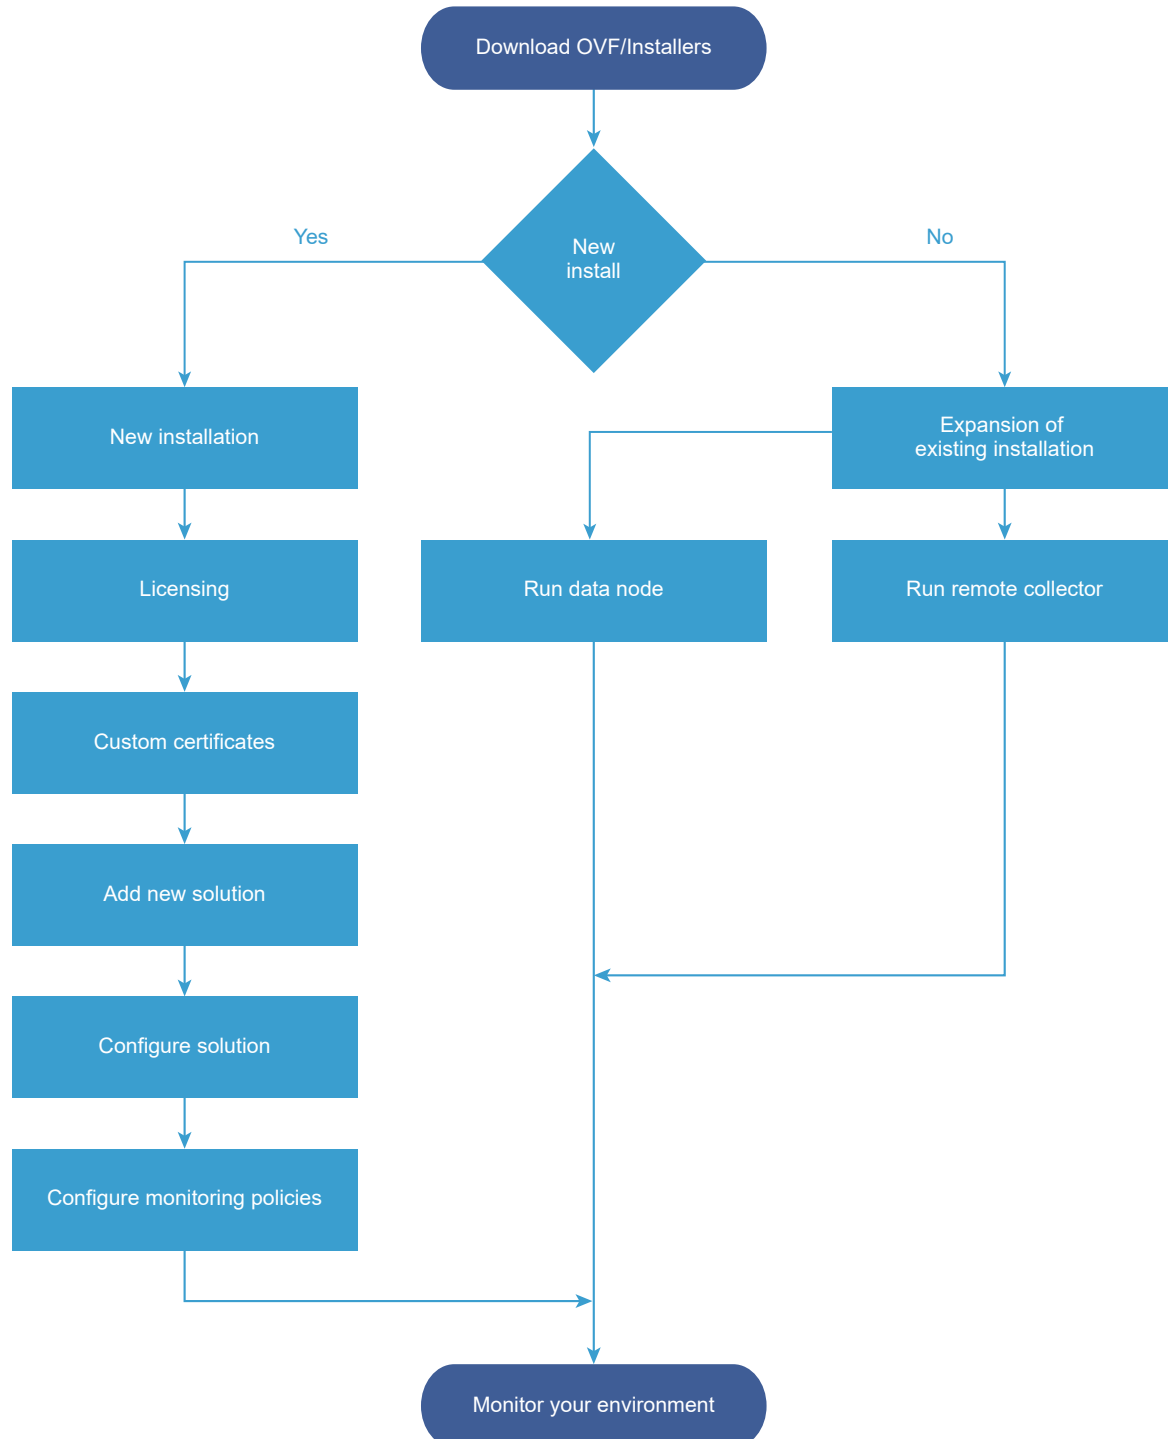 Download OVF/Installers
New
install
Yes
No
New installation
Expansion of
existing installation
Licensing
Run data node
Run remote collector
Custom certificates
Add new solution
Configure solution
Configure monitoring policies
Monitor your environment